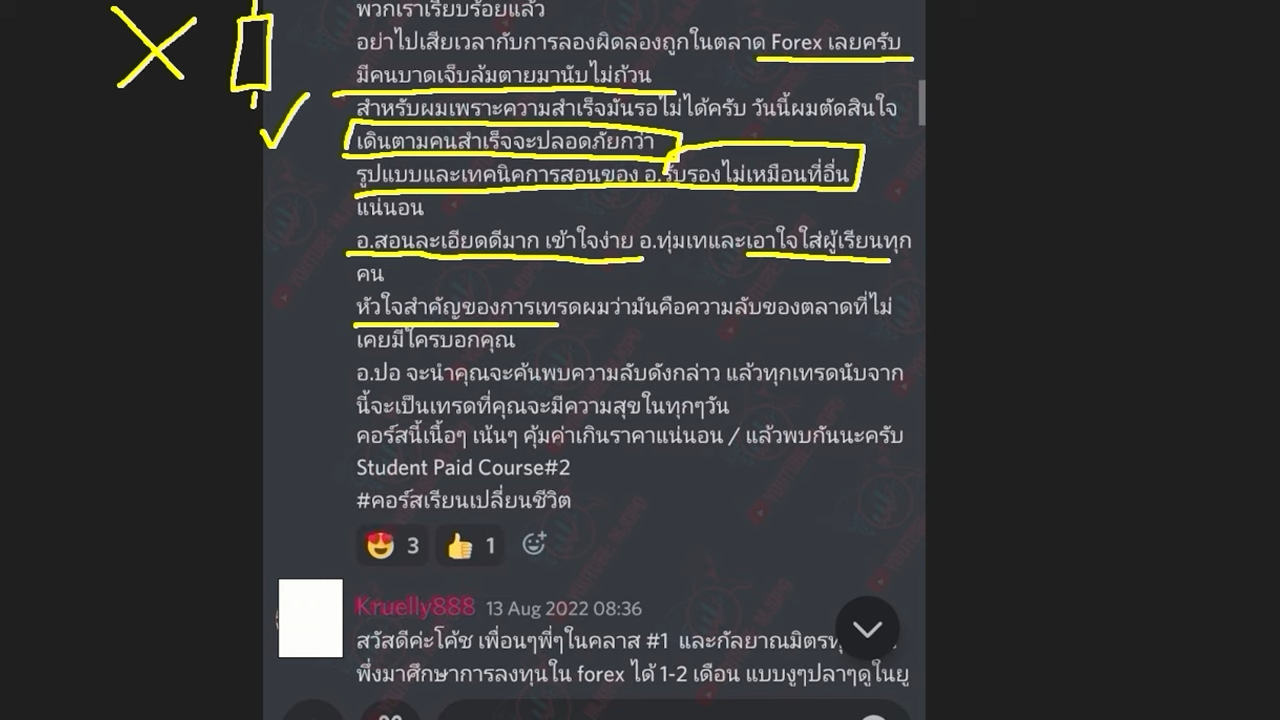 พวกเราเรียบร้อยแล้ว
อย่าไปเสียเวลากับการลองผิดลองถูกในตลาด Forex เลยครับ
มีคนบาดเจ็บล้มตายมานับไม่ถ้วน
สำหรับผมเพราะความสำเร็จมันรอไม่ได้ครับ วันนี้ผมตัดสินใจ
เดินตามคนสำเร็จจะปลอดภัยกว่า
รูปแบบและเทคนิคการสอนของ อ.รับรองไม่เหมือนที่อื่น
แน่นอน
อ.สอนละเอียดดีมาก เข้าใจง่าย อ.ทุ่มเทและเอาใจใส่ผู้เรียนทุก
คน
หัวใจสำคัญของการเทรดผมว่ามันคือความลับของตลาดที่ไม่
เคยมีใครบอกคุณ
อ.ปอ จะนำคุณจะค้นพบความลับดังกล่าว แล้วทุกเทรดนับจาก
นี้จะเป็นเทรดที่คุณจะมีความสุขในทุกๆวัน
คอร์สนี้เนื้อๆ เน้นๆ คุ้มค่าเกินราคาแน่นอน / แล้วพบกันนะครับ
Student Paid Course#2
#คอร์สเรียนเปลี่ยนชีวิต
3 1
Kruelly888 13 Aug 2022 08:36
สวัสดีค่ะโค้ช เพื่อนๆพี่ๆในคลาส #1 และกัลยาณมิตร
พึ่งมาศึกษาการลงทุนใน forex ได้ 1-2 เดือน แบบงูๆปลาๆดูในยู